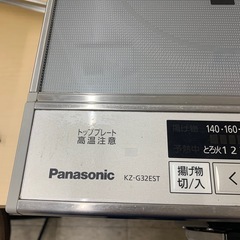 トッププレート
高温注意
Panasonic KZ-G32EST
140・160・
とろ火 1 2
揚げ物
切/入
く